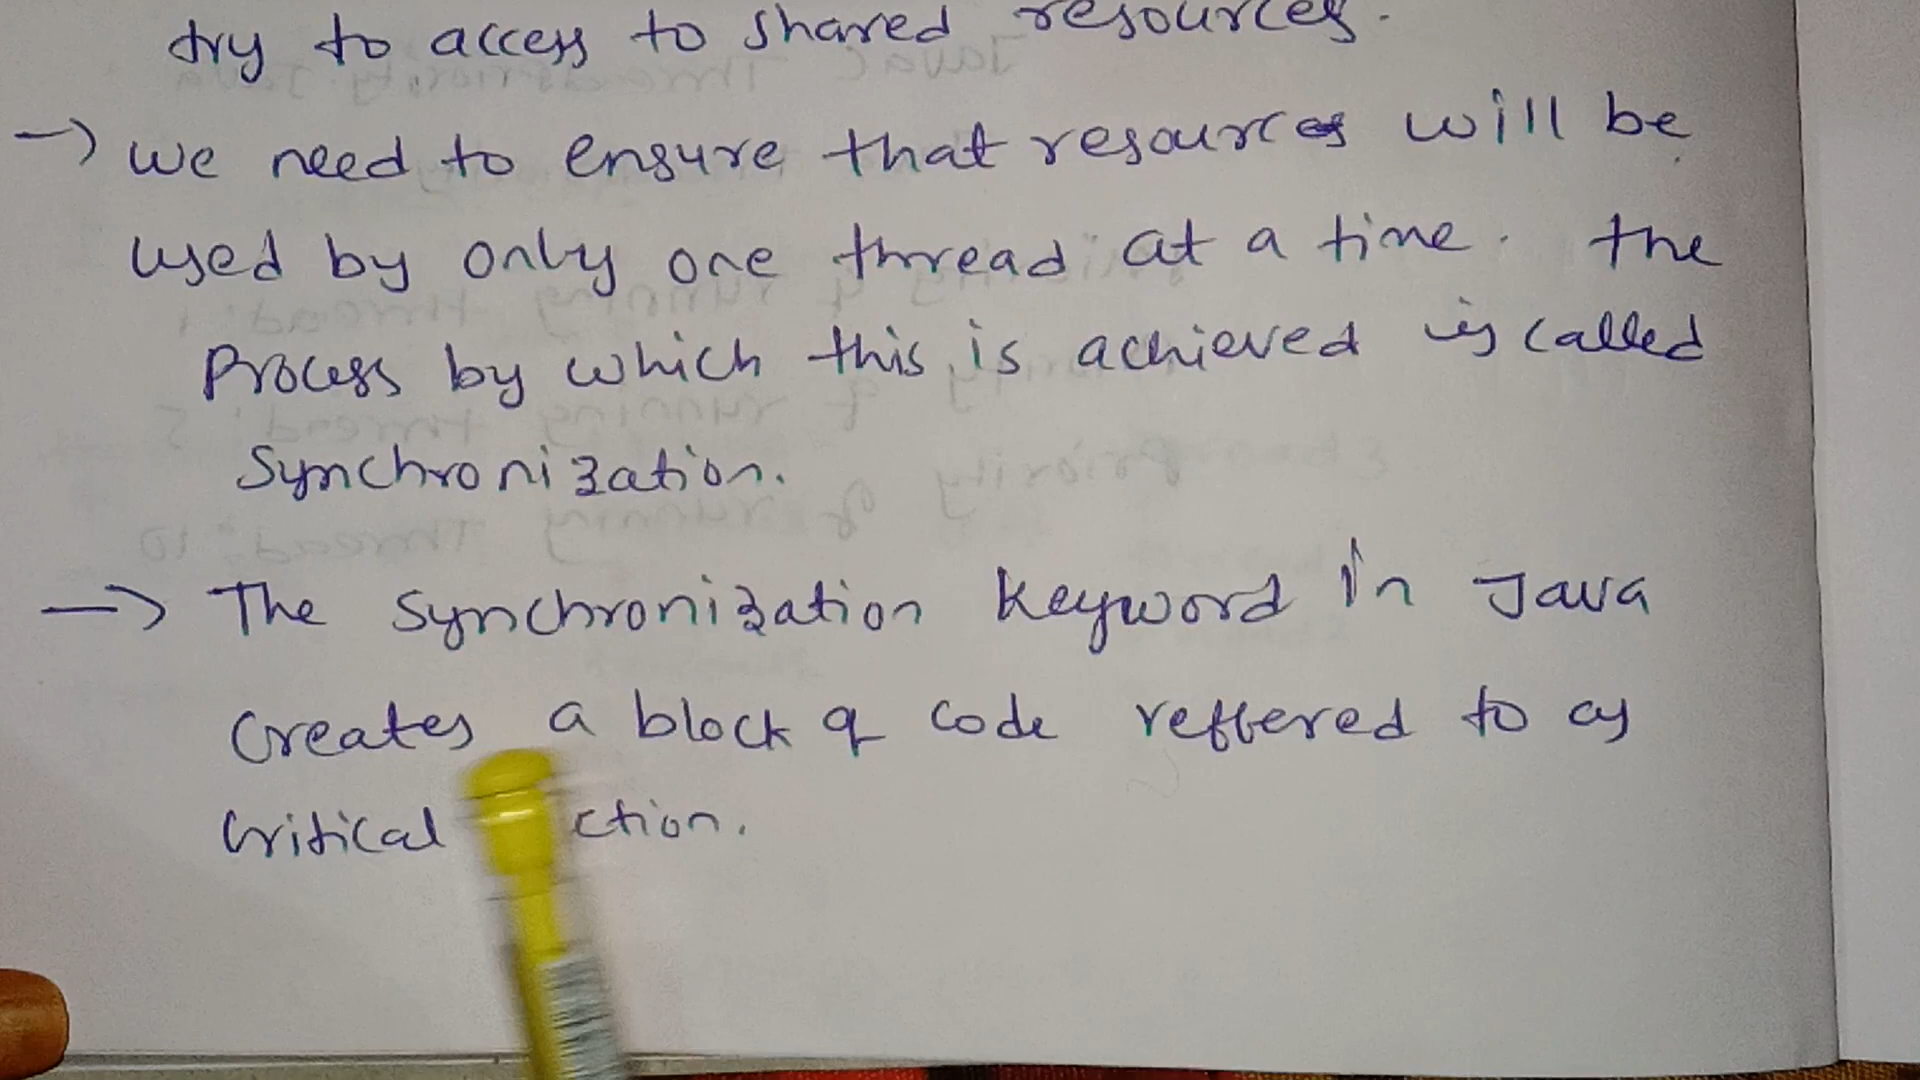 try to access to shared resources.
→ we need to ensure that resources will be
used by only one thread at a time. the
Process by which this is achieved is called
Synchronization.
→ The Synchronization keyword in Java
Creates a block of code reffered to as
Critical ction.